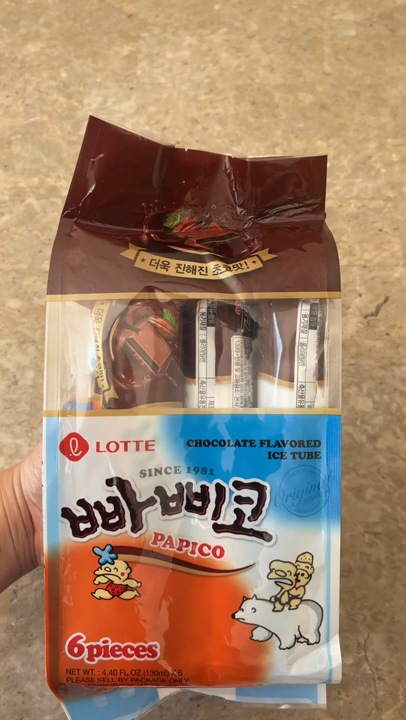 *더욱 진해진 초코맛!*
LOTTE
CHOCOLATE FLAVORED
ICE TUBE
SINCE 1981
Original
빠삐코
PAPICO
6pieces
NET WT. : 4.40 FL.OZ (130ml) x 6
PLEASE SELL BY PACKAGE ONLY